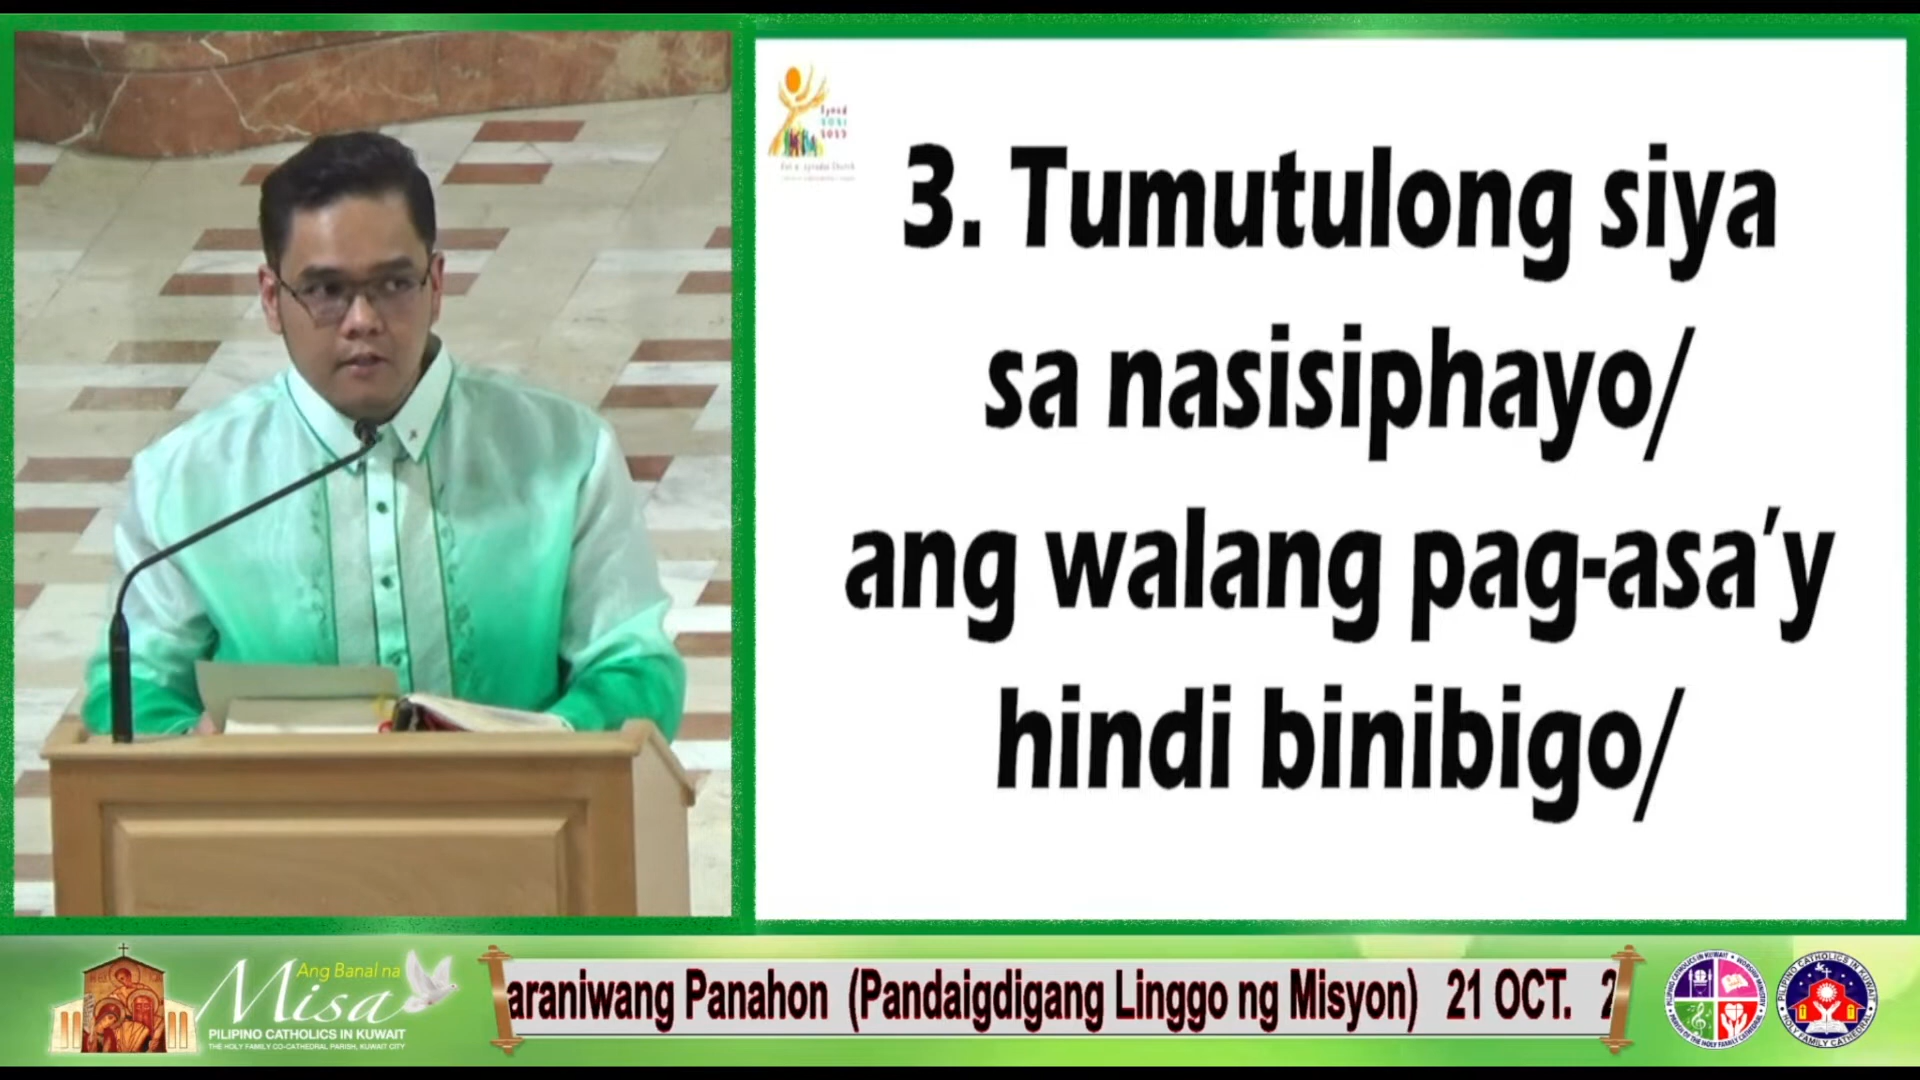 3. Tumutulong siya
sa nasisiphayo/
ang walang pag-asa’y
hindi binibigo/
Ang Banal na
Misa
PILIPINO CATHOLICS IN KUWAIT
THE HOLY FAMILY CO-CATHEDRAL PARISH, KUWAIT CITY
araniwang Panahon (Pandaigdigang Linggo ng Misyon) 21 OCT. 2